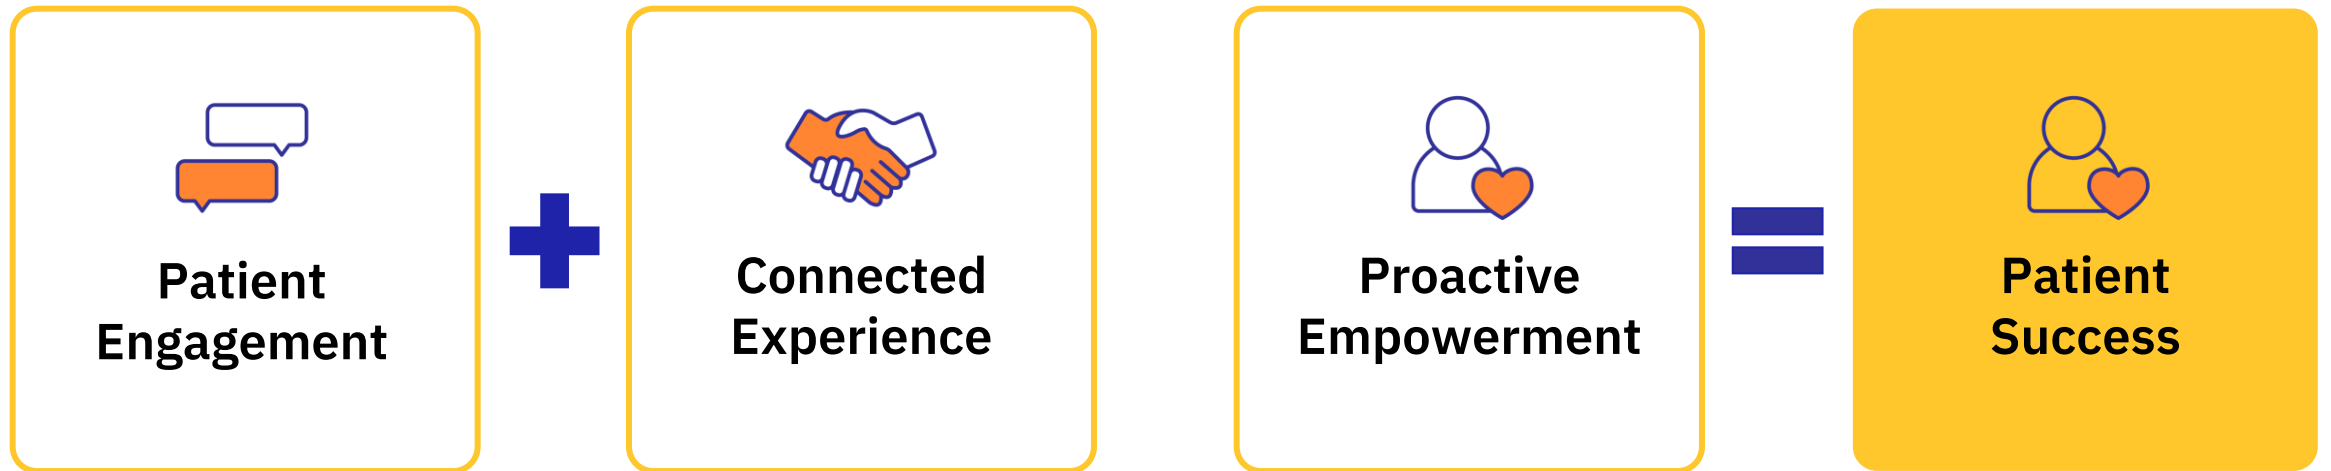 Patient
Engagement
Connected
Experience
Proactive
Empowerment
Patient
Success